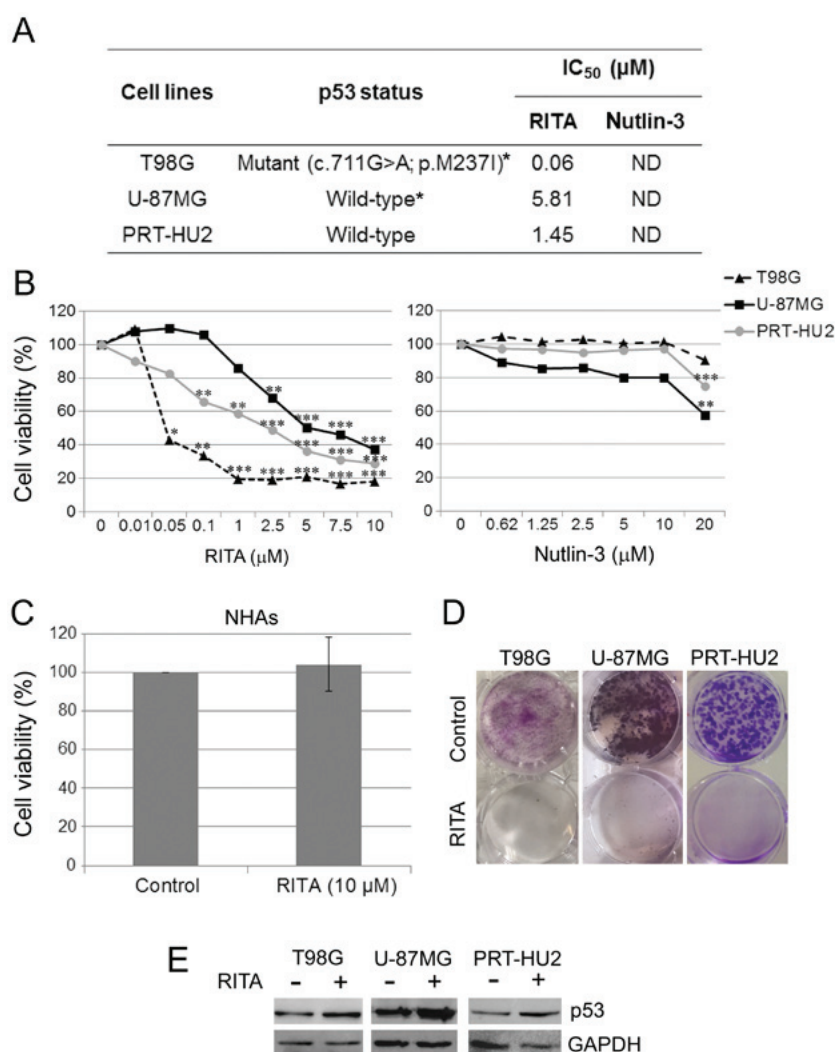 A
Cell lines p53 status IC50 (µM)
RITA Nutlin-3
T98G Mutant (c.711G>A; p.M237I)* 0.06 ND
U-87MG Wild-type* 5.81 ND
PRT-HU2 Wild-type 1.45 ND
B
T98G
U-87MG
PRT-HU2
Cell viability (%)
120
100
80
60
40
20
0
* ** *** *** *** *** ***
** ** *** *** *** ***
** *** *** ***
0 0.01 0.05 0.1 1 2.5 5 7.5 10
RITA (µM)
120
100
80
60
40
20
0
***
**
0 0.62 1.25 2.5 5 10 20
Nutlin-3 (µM)
C
NHAs
Cell viability (%)
120
100
80
60
40
20
0
Control RITA (10 µM)
D
T98G U-87MG PRT-HU2
Control
RITA
E
T98G U-87MG PRT-HU2
RITA - + - + - +
p53
GAPDH